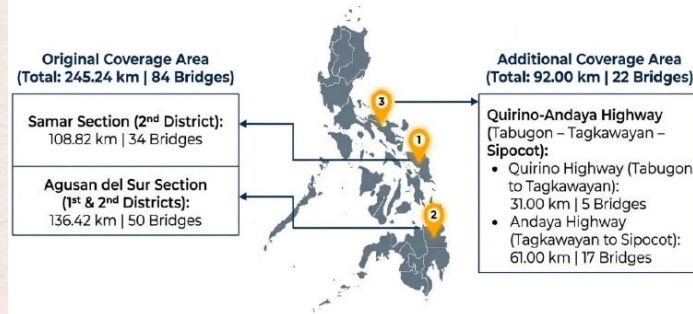 Original Coverage Area
(Total: 245.24 km | 84 Bridges)
Samar Section (2nd District):
108.82 km | 34 Bridges
Agusan del Sur Section
(1st & 2nd Districts):
136.42 km | 50 Bridges
3
1
2
Additional Coverage Area
(Total: 92.00 km | 22 Bridges)
Quirino-Andaya Highway
(Tabugon – Tagkawayan –
Sipocot):
• Quirino Highway (Tabugon
to Tagkawayan):
31.00 km | 5 Bridges
• Andaya Highway
(Tagkawayan to Sipocot):
61.00 km | 17 Bridges